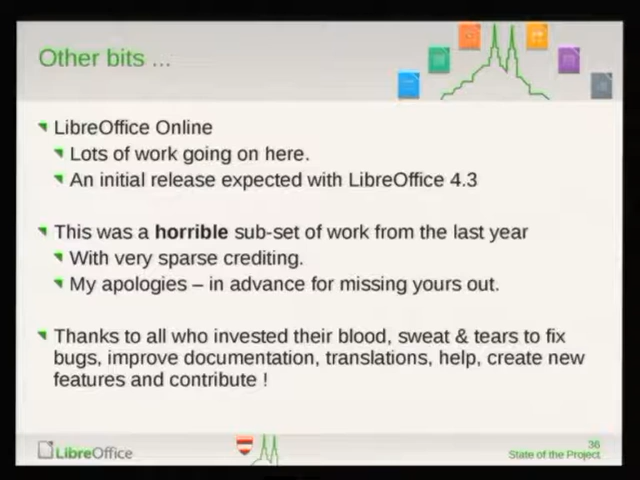 Other bits ...
LibreOffice Online
Lots of work going on here.
An initial release expected with LibreOffice 4.3
This was a horrible sub-set of work from the last year
With very sparse crediting.
My apologies – in advance for missing yours out.
Thanks to all who invested their blood, sweat & tears to fix
bugs, improve documentation, translations, help, create new
features and contribute !
LibreOffice
36
State of the Project